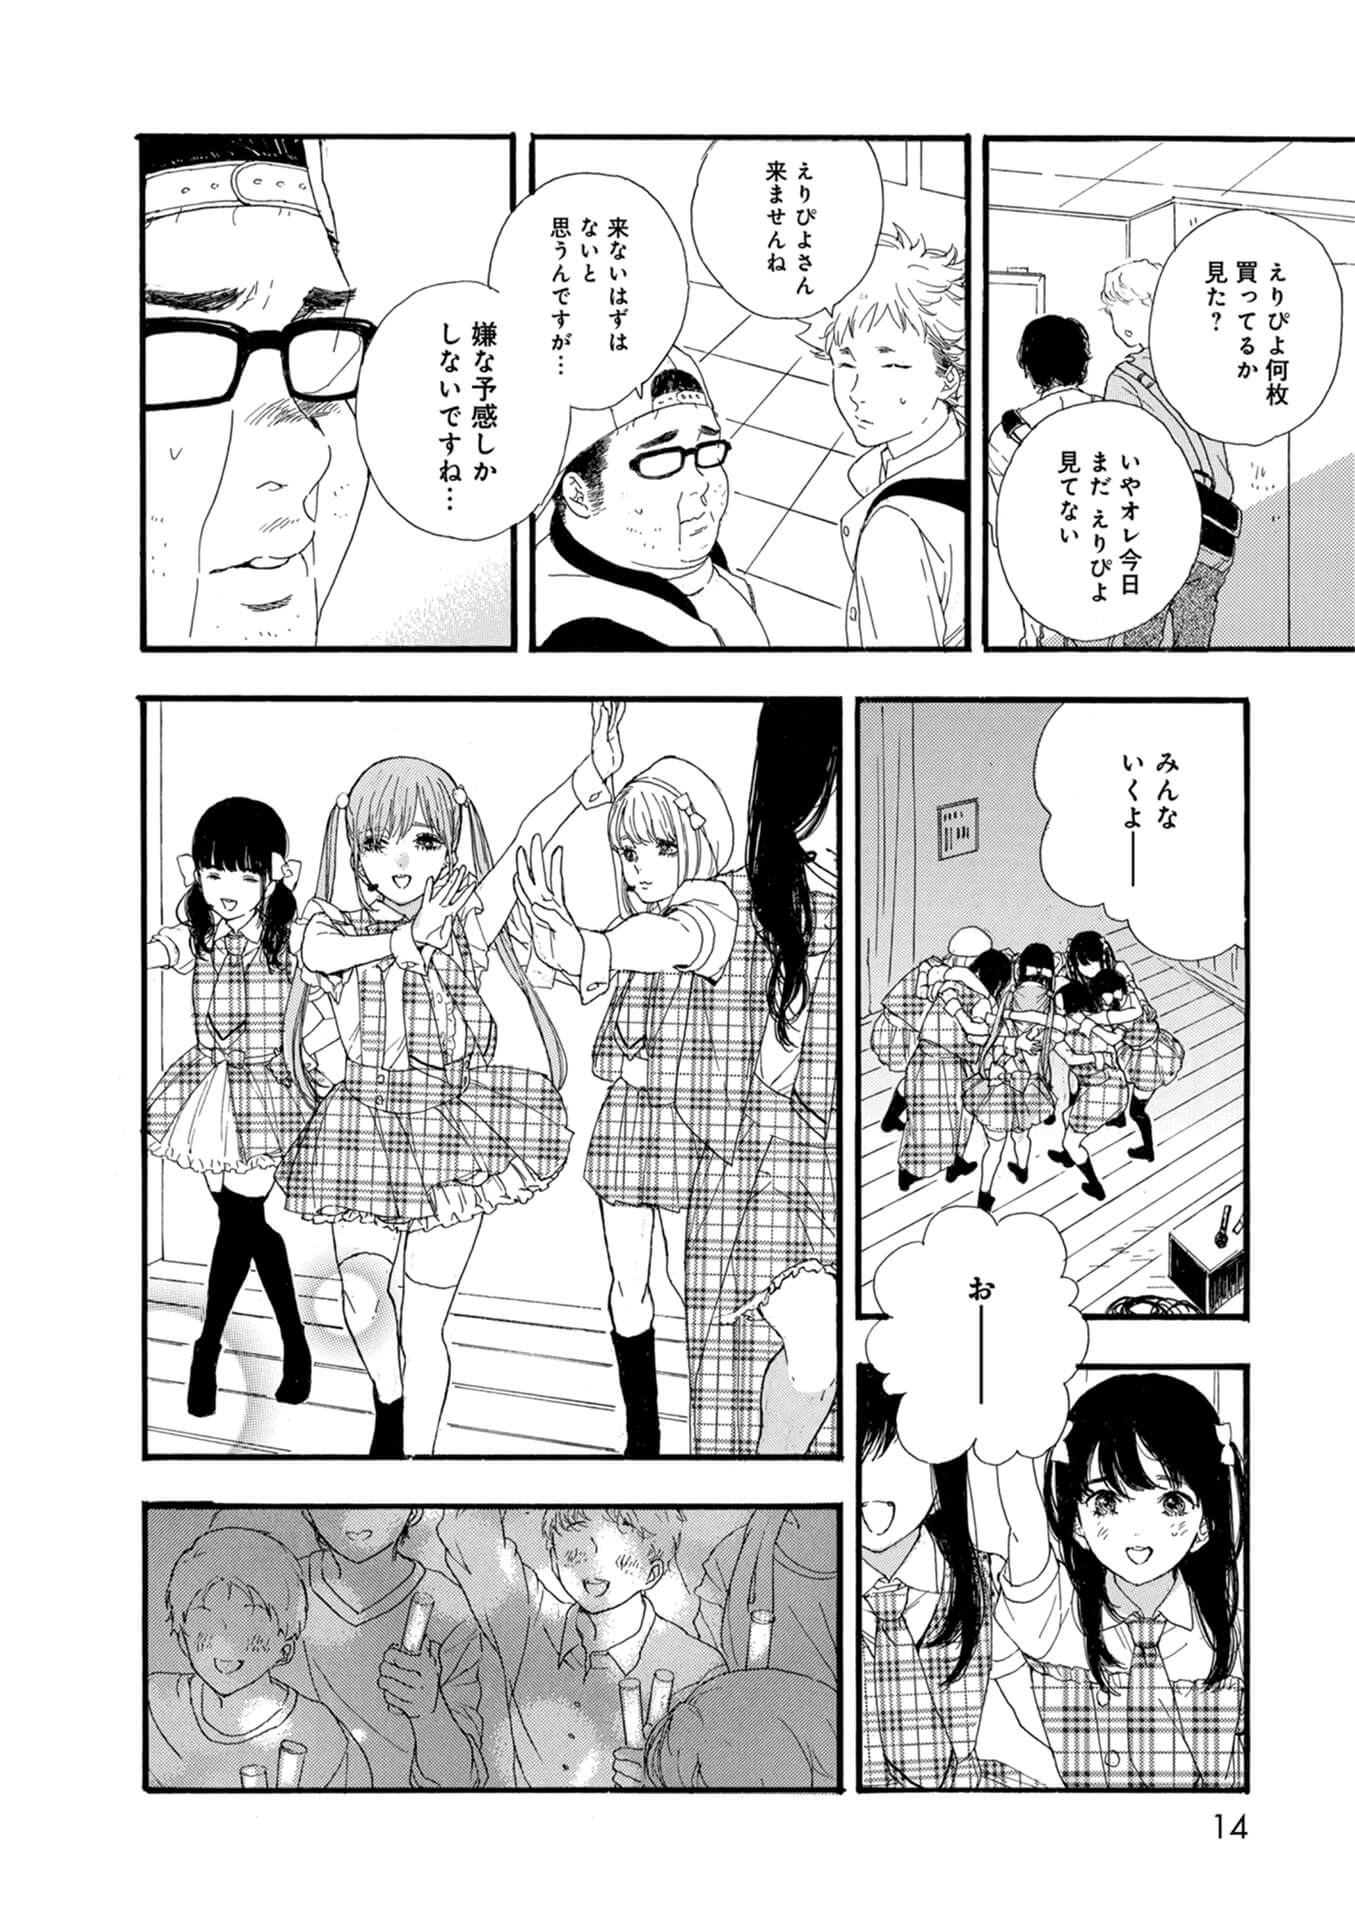 えりぴよ何枚
買ってるか
見た?
いやオレ今日
まだえりぴよ
見てない
えりぴよさん
来ませんね
来ないはずは
ないと
思うんですが…
嫌な予感しか
しないですね…
みんな
いくよ――
お――
14